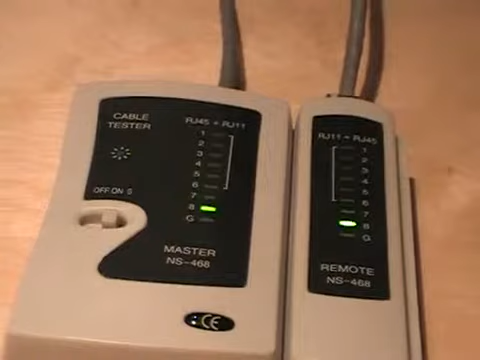 CABLE
TESTER
OFF ON S
RJ45 + RJ11
1
2
3
4
5
6
7
8
G
MASTER
NS-468
CE
RJ11 + RJ45
1
2
3
4
5
6
7
8
G
REMOTE
NS-468